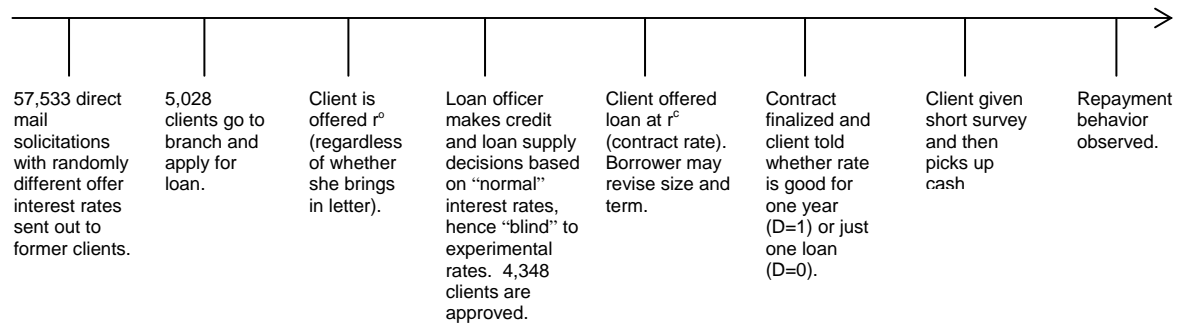 57,533 direct
mail
solicitations
with randomly
different offer
interest rates
sent out to
former clients.
5,028
clients go to
branch and
apply for
loan.
Client is
offered rᵒ
(regardless
of whether
she brings
in letter).
Loan officer
makes credit
and loan supply
decisions based
on “normal”
interest rates,
hence “blind” to
experimental
rates. 4,348
clients are
approved.
Client offered
loan at rᶜ
(contract rate).
Borrower may
revise size and
term.
Contract
finalized and
client told
whether rate
is good for
one year
(D=1) or just
one loan
(D=0).
Client given
short survey
and then
picks up
cash
Repayment
behavior
observed.